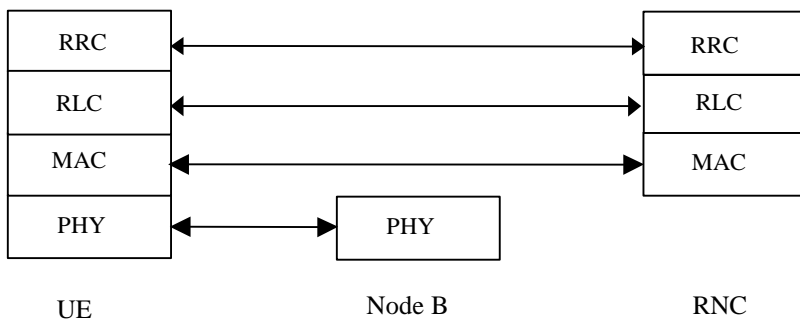 RRC RRC
RLC RLC
MAC MAC
PHY PHY
UE Node B RNC